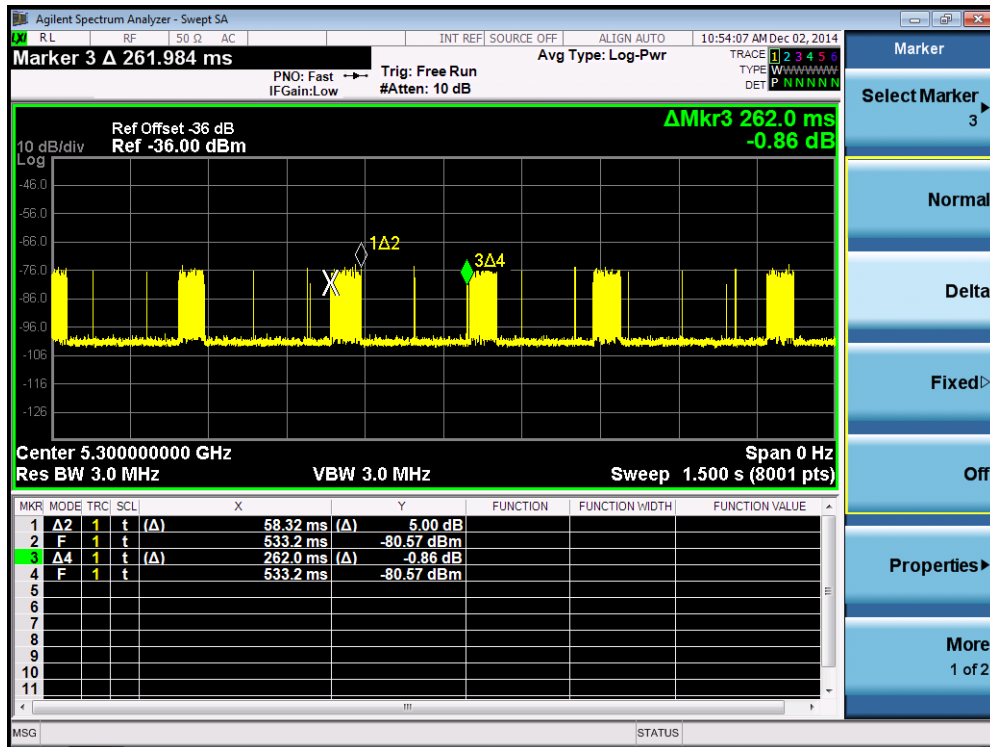 Agilent Spectrum Analyzer - Swept SA
LXI RL RF 50 Ω AC INT REF SOURCE OFF ALIGN AUTO 10:54:07 AM Dec 02, 2014
Marker 3 Δ 261.984 ms
PNO: Fast
IFGain:Low
Trig: Free Run
#Atten: 10 dB
Avg Type: Log-Pwr
TRACE 1 2 3 4 5 6
TYPE WWWWWWW
DET P N N N N N
Ref Offset -36 dB
10 dB/div Ref -36.00 dBm
Log
ΔMkr3 262.0 ms
-0.86 dB
-46.0
-56.0
-66.0
-76.0
-86.0
-96.0
-106
-116
-126
1Δ2
3Δ4
X
Center 5.300000000 GHz Span 0 Hz
Res BW 3.0 MHz VBW 3.0 MHz Sweep 1.500 s (8001 pts)
MKR MODE TRC SCL X Y FUNCTION FUNCTION WIDTH FUNCTION VALUE
1 Δ2 1 t (Δ) 58.32 ms (Δ) 5.00 dB
2 F 1 t 533.2 ms -80.57 dBm
3 Δ4 1 t (Δ) 262.0 ms (Δ) -0.86 dB
4 F 1 t 533.2 ms -80.57 dBm
5
6
7
8
9
10
11
MSG STATUS
Marker
Select Marker
3
Normal
Delta
Fixed
Off
Properties
More
1 of 2